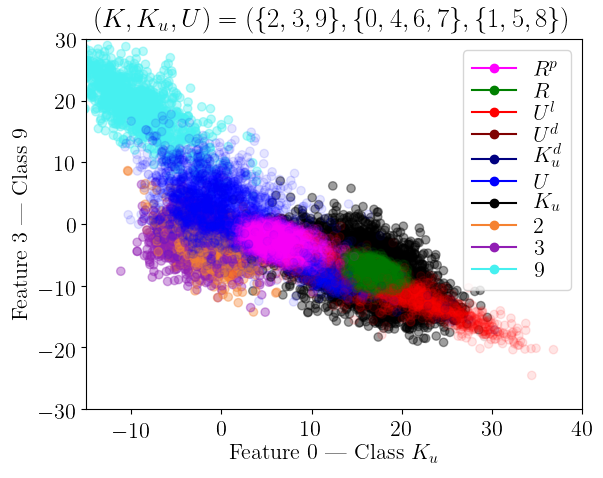 (K, K_u, U) = ({2, 3, 9}, {0, 4, 6, 7}, {1, 5, 8})
R^p
R
U^l
U^d
K_u^d
U
K_u
2
3
9
Feature 3 — Class 9
30
20
10
0
−10
−20
−30
−10 0 10 20 30 40
Feature 0 — Class K_u